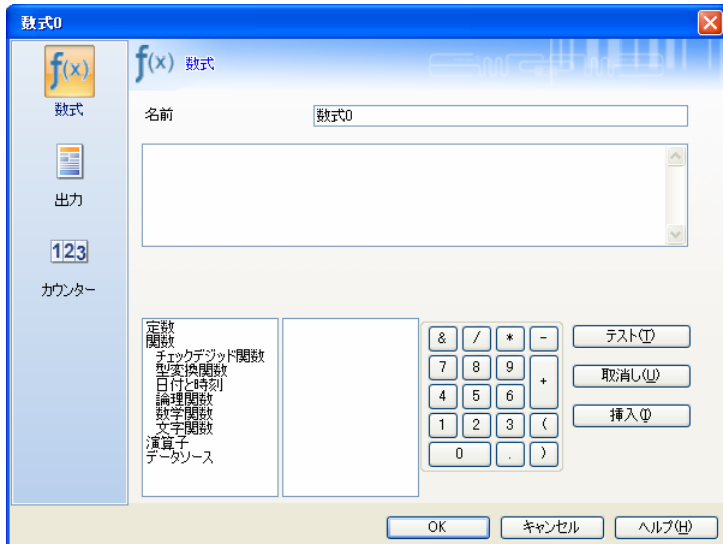 数式0
f(x)
数式
出力
123
カウンター
f(x) 数式
名前
数式0
定数
関数
チェックデジッド関数
型変換関数
日付と時刻
論理関数
数学関数
文字関数
演算子
データソース
& / * -
7 8 9 +
4 5 6
1 2 3 (
0 . )
テスト(T)
取消し(U)
挿入(I)
OK キャンセル ヘルプ(H)